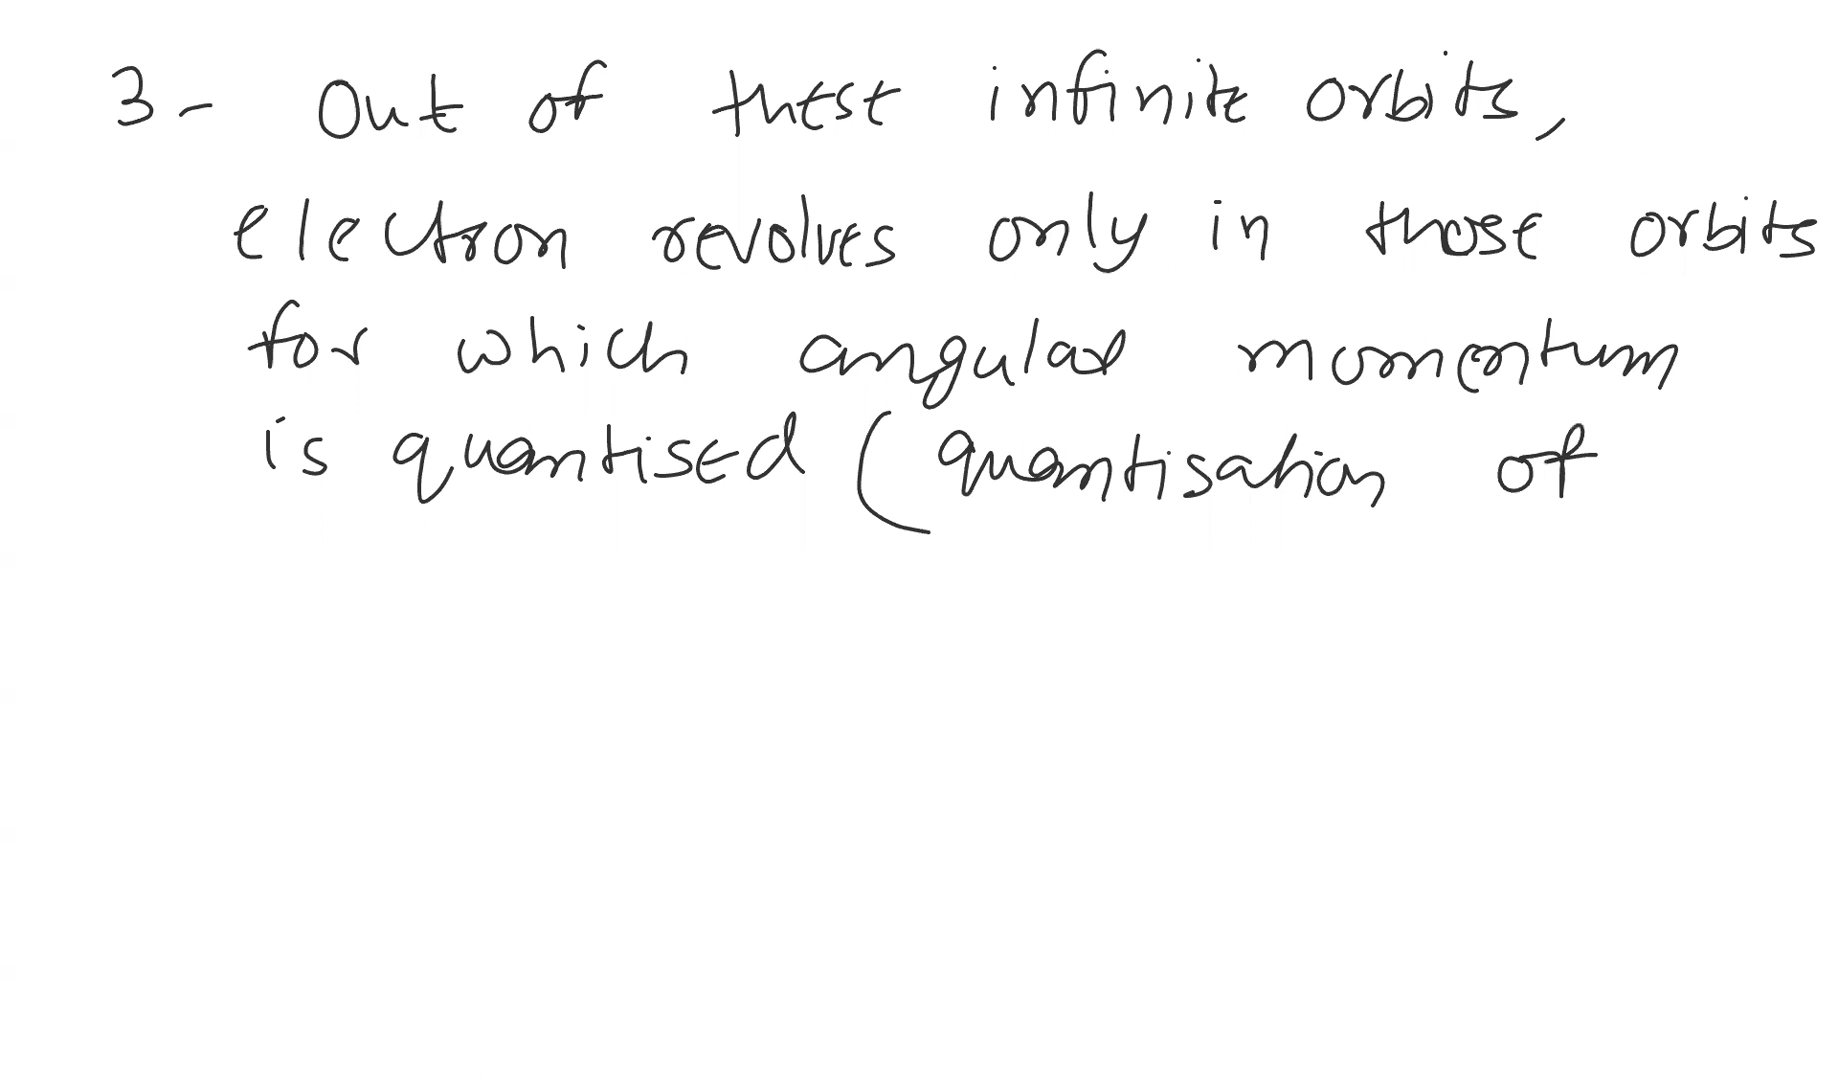 3- Out of these infinite orbits,
electron revolves only in those orbits
for which angular momentum
is quantised (quantisation of